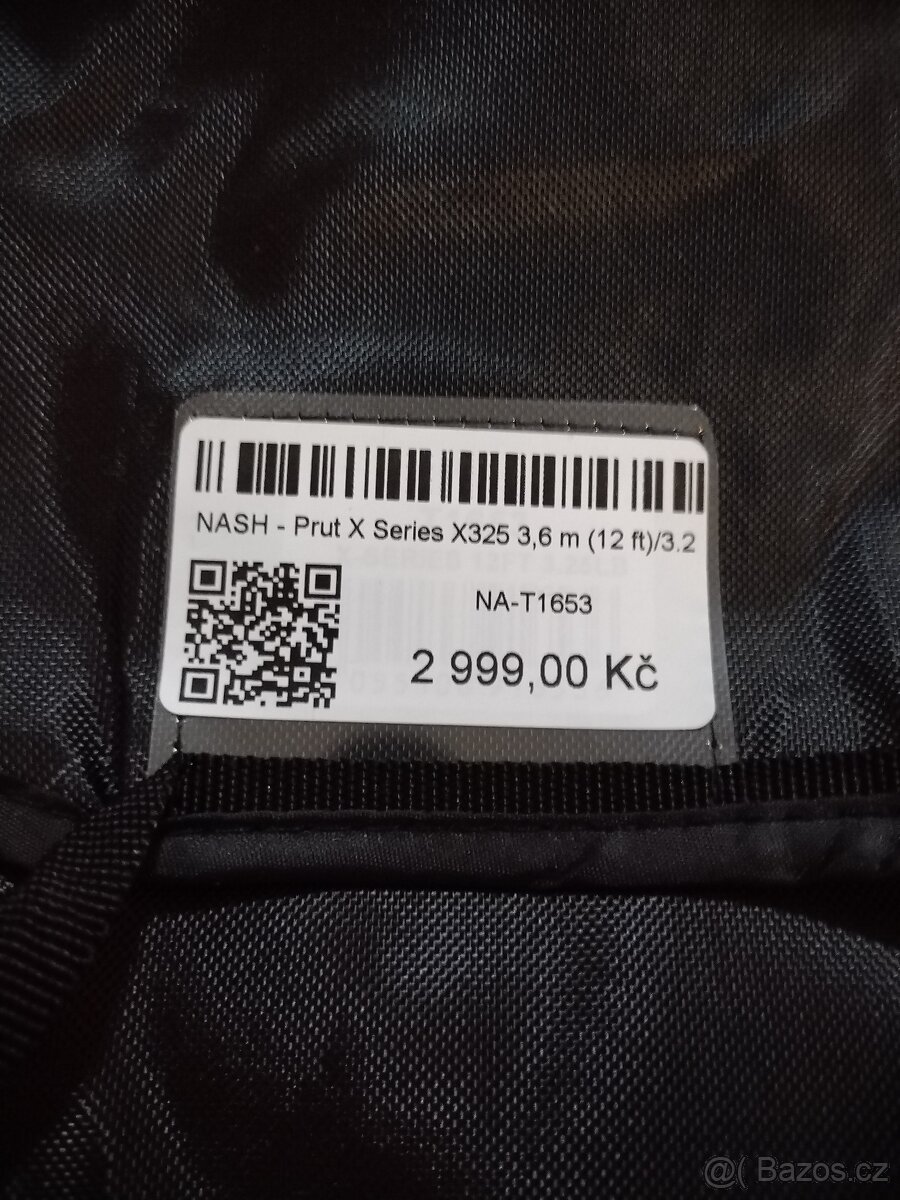 NASH - Prut X Series X325 3,6 m (12 ft)/3.2
NA-T1653
2 999,00 Kč
@( Bazos.cz